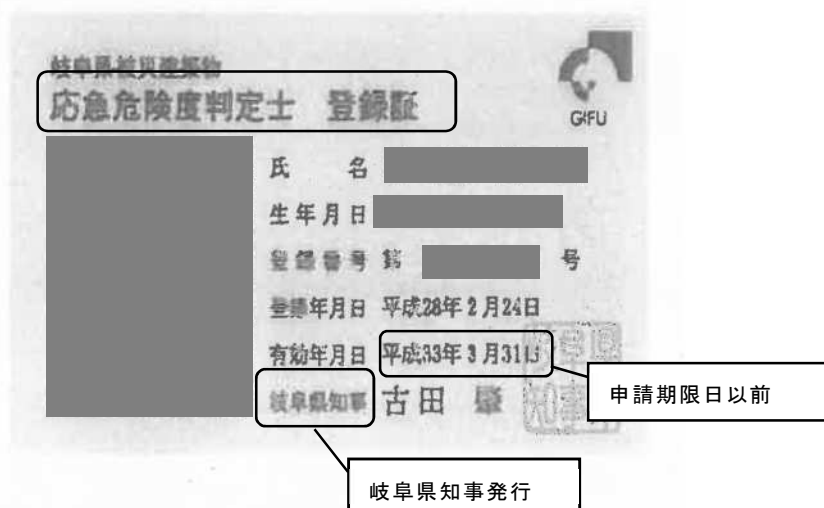 岐阜県被災建築物
応急危険度判定士 登録証
GIFU
氏 名
生年月日
登録番号 第 号
登録年月日 平成28年2月24日
有効年月日 平成33年3月31日
岐阜県知事 古田 肇
申請期限日以前
岐阜県知事発行